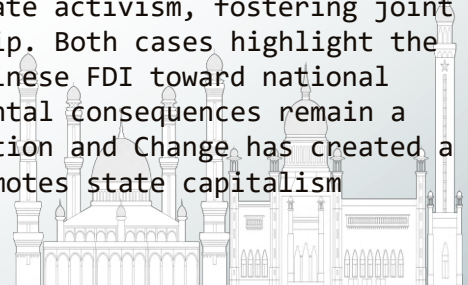 ate activism, fostering joint
ip. Both cases highlight the
inese FDI toward national
ntal consequences remain a
tion and Change has created a
motes state capitalism